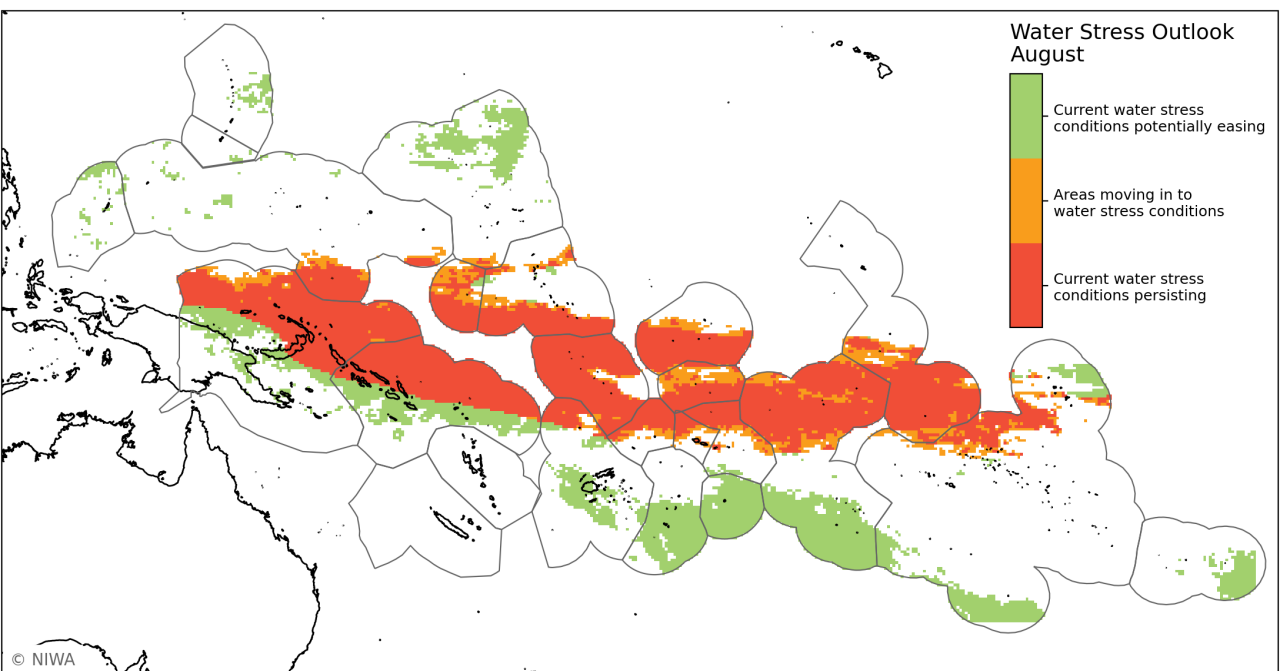 Water Stress Outlook
August
Current water stress
conditions potentially easing
Areas moving in to
water stress conditions
Current water stress
conditions persisting
© NIWA